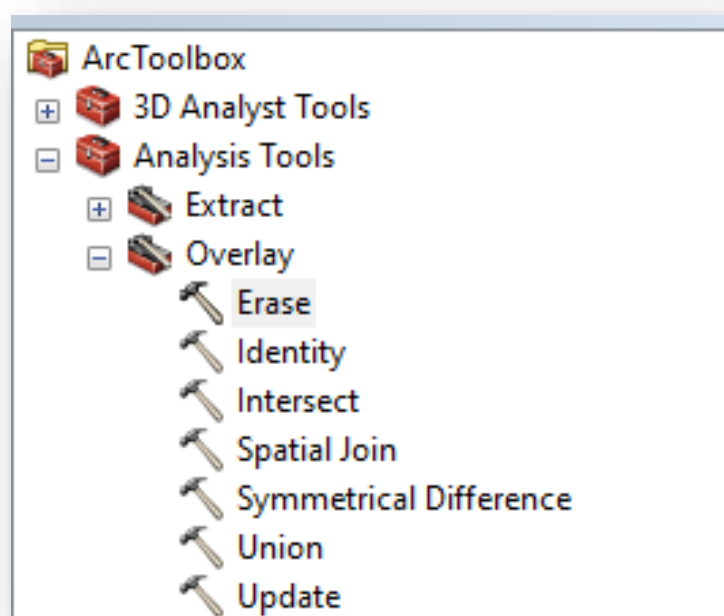 ArcToolbox
3D Analyst Tools
Analysis Tools
Extract
Overlay
Erase
Identity
Intersect
Spatial Join
Symmetrical Difference
Union
Update